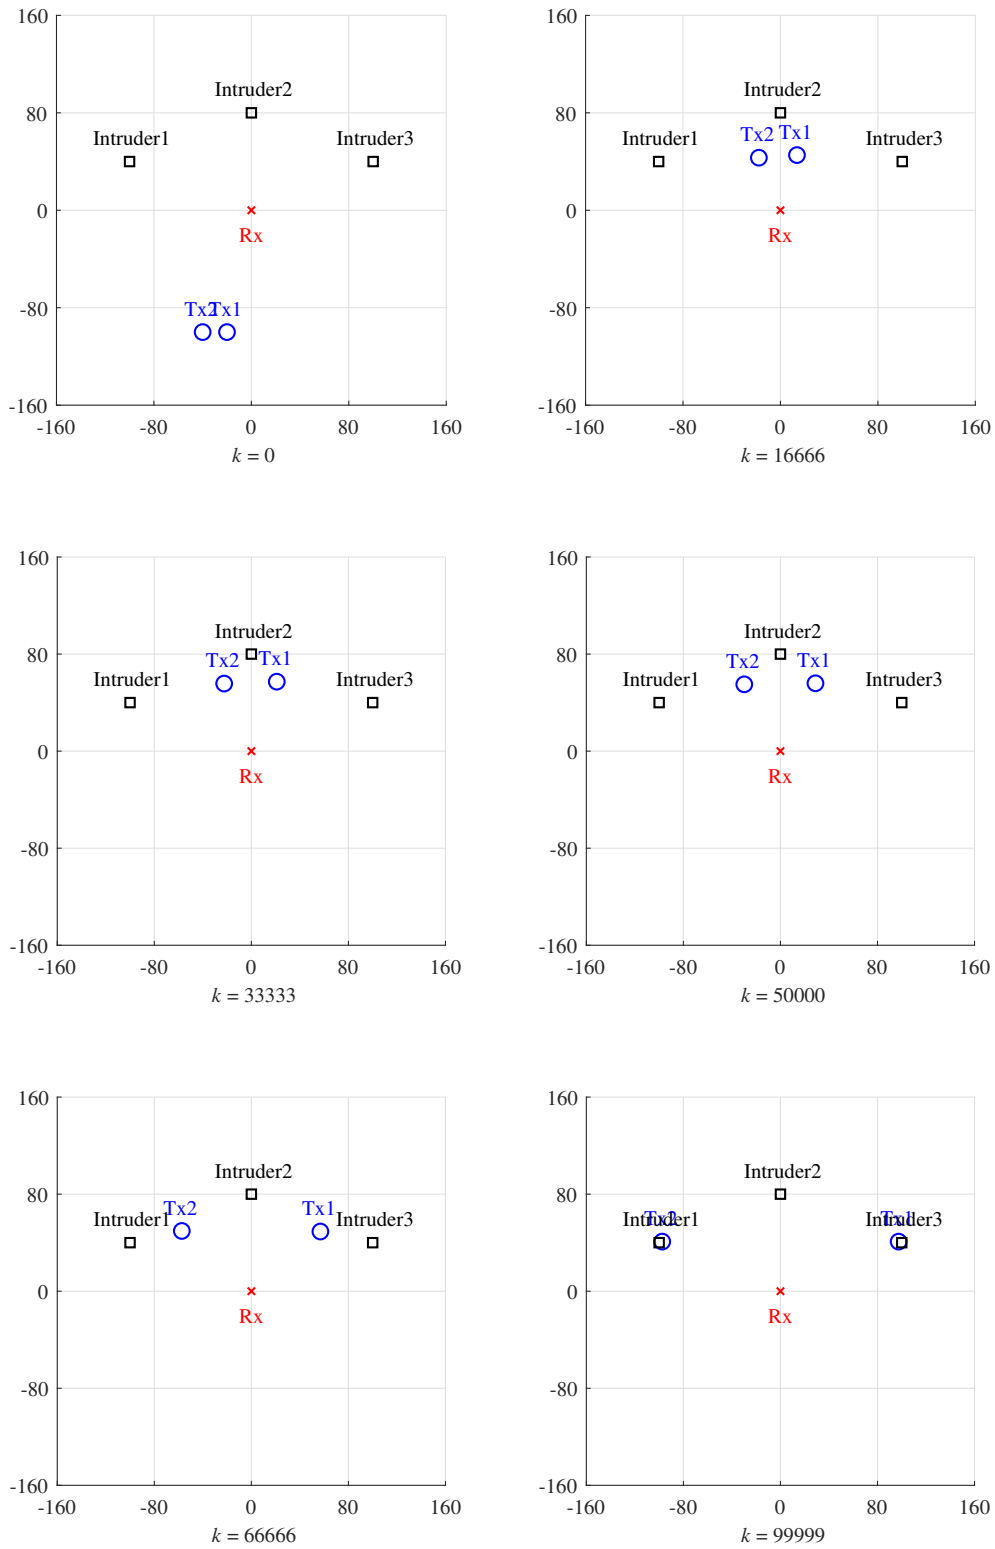 160
80
0
-80
-160
Intruder2
Intruder1
Intruder3
Rx
Tx2
Tx1
-160
-80
0
80
160
k = 0
160
80
0
-80
-160
Intruder2
Tx2
Tx1
Intruder1
Intruder3
Rx
-160
-80
0
80
160
k = 16666
160
80
0
-80
-160
Intruder2
Tx2
Tx1
Intruder1
Intruder3
Rx
-160
-80
0
80
160
k = 33333
160
80
0
-80
-160
Intruder2
Tx2
Tx1
Intruder1
Intruder3
Rx
-160
-80
0
80
160
k = 50000
160
80
0
-80
-160
Intruder2
Tx2
Tx1
Intruder1
Intruder3
Rx
-160
-80
0
80
160
k = 66666
160
80
0
-80
-160
Intruder2
Tx2
Tx1
Intruder1
Intruder3
Rx
-160
-80
0
80
160
k = 99999